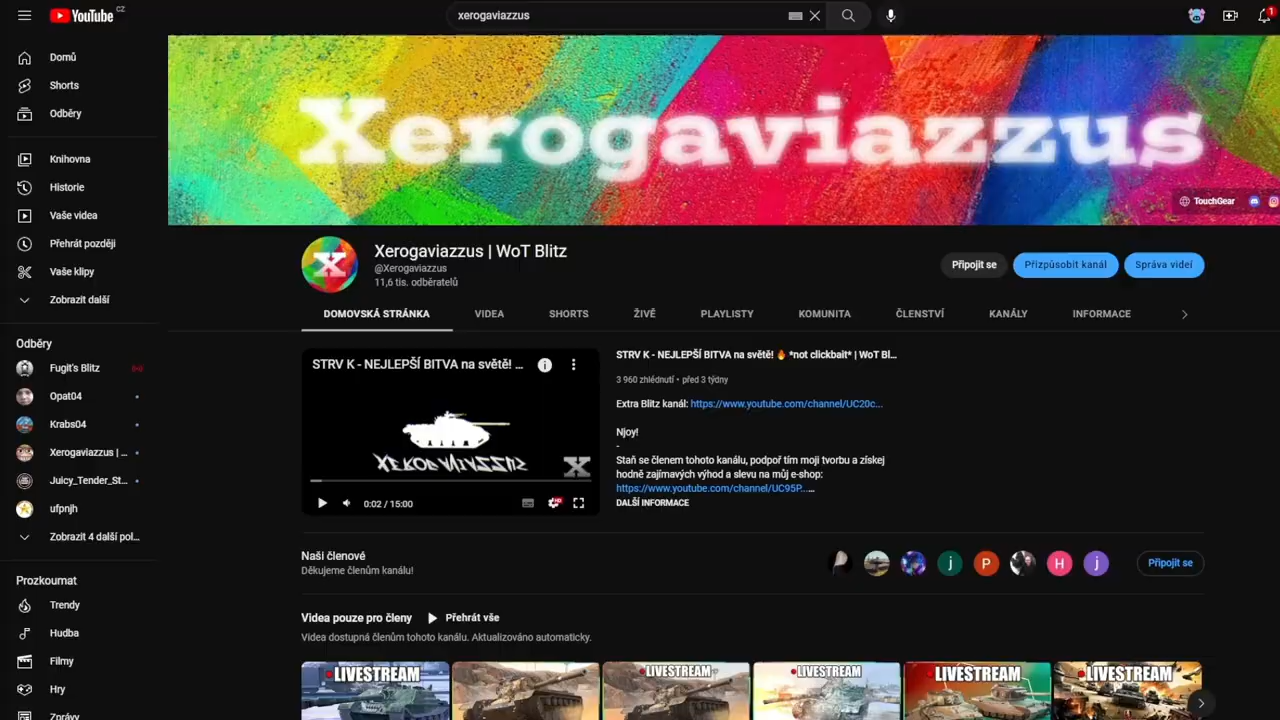 YouTube CZ
xerogaviazzus
1
Domů
Shorts
Odběry
Knihovna
Historie
Vaše videa
Přehrát později
Vaše klipy
Zobrazit další
Odběry
Fugit's Blitz
Opat04
Krabs04
Xerogaviazzus | ...
Juicy_Tender_St...
ufpnjh
Zobrazit 4 další pol...
Prozkoumat
Trendy
Hudba
Filmy
Hry
Zprávy
Xerogaviazzus
TouchGear
X
Xerogaviazzus | WoT Blitz
@Xerogaviazzus
11,6 tis. odběratelů
Připojit se
Přizpůsobit kanál
Správa videí
DOMOVSKÁ STRÁNKA
VIDEA
SHORTS
ŽIVĚ
PLAYLISTY
KOMUNITA
ČLENSTVÍ
KANÁLY
INFORMACE
STRV K - NEJLEPŠÍ BITVA na světě! ...
XEROGAVIAZZUS
X
0:02 / 15:00
HD
STRV K - NEJLEPŠÍ BITVA na světě! 🔥 *not clickbait* | WoT Bl...
3 960 zhlédnutí • před 3 týdny
Extra Blitz kanál: https://www.youtube.com/channel/UC20c...
Njoy!
-
Staň se členem tohoto kanálu, podpoř tím moji tvorbu a získej
hodně zajímavých výhod a slevu na můj e-shop:
https://www.youtube.com/channel/UC95P...…
DALŠÍ INFORMACE
Naši členové
Děkujeme členům kanálu!
j
P
H
j
Připojit se
Videa pouze pro členy
Přehrát vše
Videa dostupná členům tohoto kanálu. Aktualizováno automaticky.
LIVESTREAM
LIVESTREAM
LIVESTREAM
LIVESTREAM
LIVESTREAM
LIVESTREAM